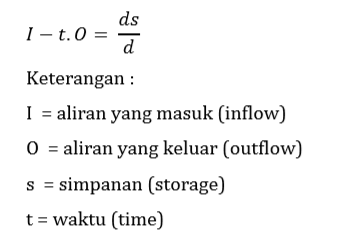 I − t. O = ds/d
Keterangan :
I = aliran yang masuk (inflow)
O = aliran yang keluar (outflow)
s = simpanan (storage)
t = waktu (time)